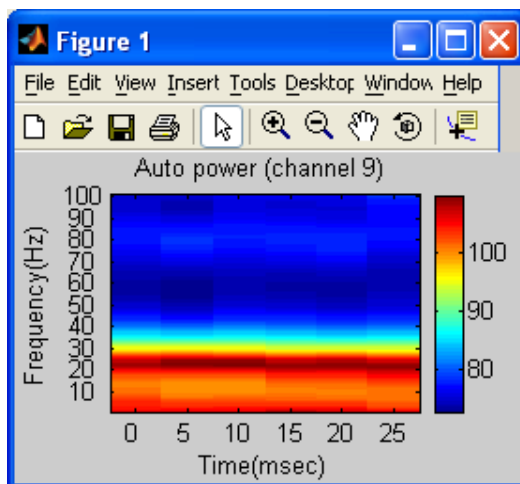 Figure 1
File Edit View Insert Tools Desktop Window Help
Auto power (channel 9)
Frequency(Hz)
100
90
80
70
60
50
40
30
20
10
0 5 10 15 20 25
Time(msec)
100
90
80